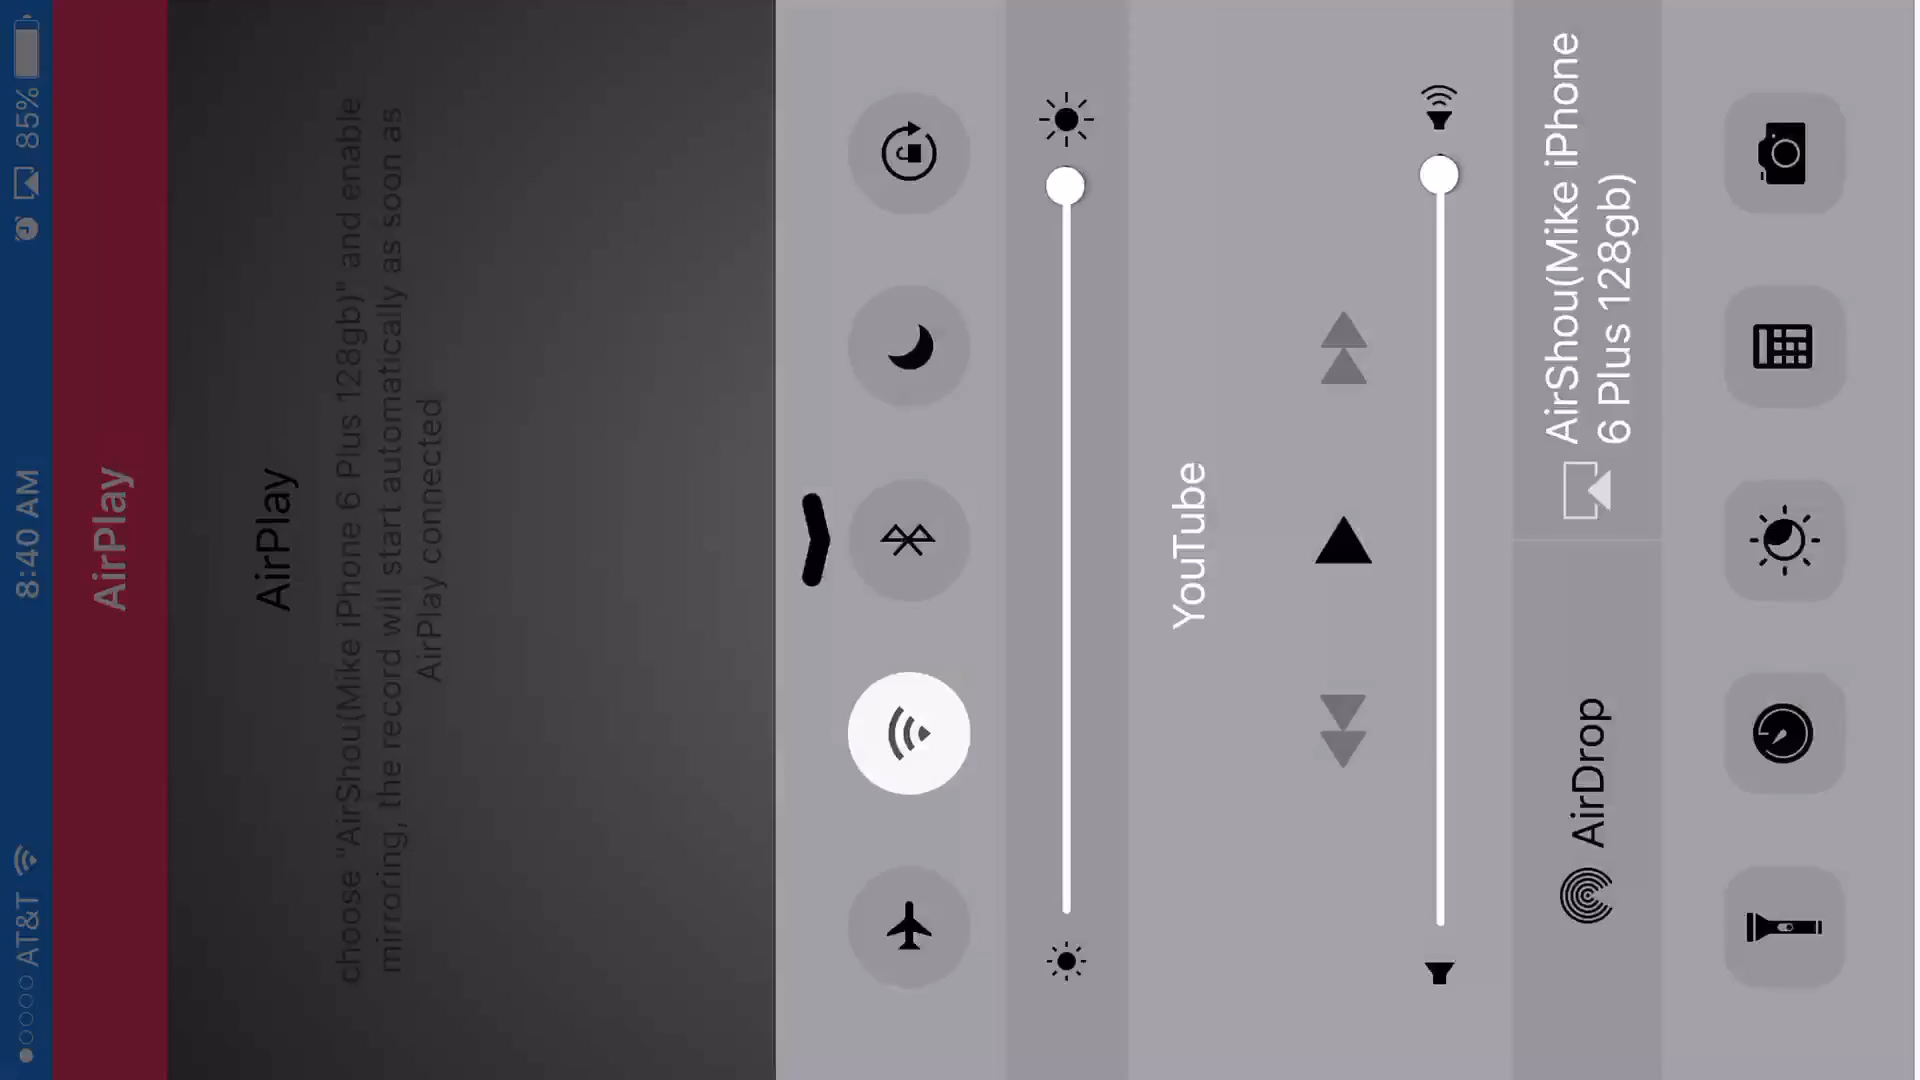 AT&T 8:40 AM 85%
AirPlay
AirPlay
choose "AirShou(Mike iPhone 6 Plus 128gb)" and enable
mirroring, the record will start automatically as soon as
AirPlay connected
YouTube
AirDrop
AirShou(Mike iPhone
6 Plus 128gb)